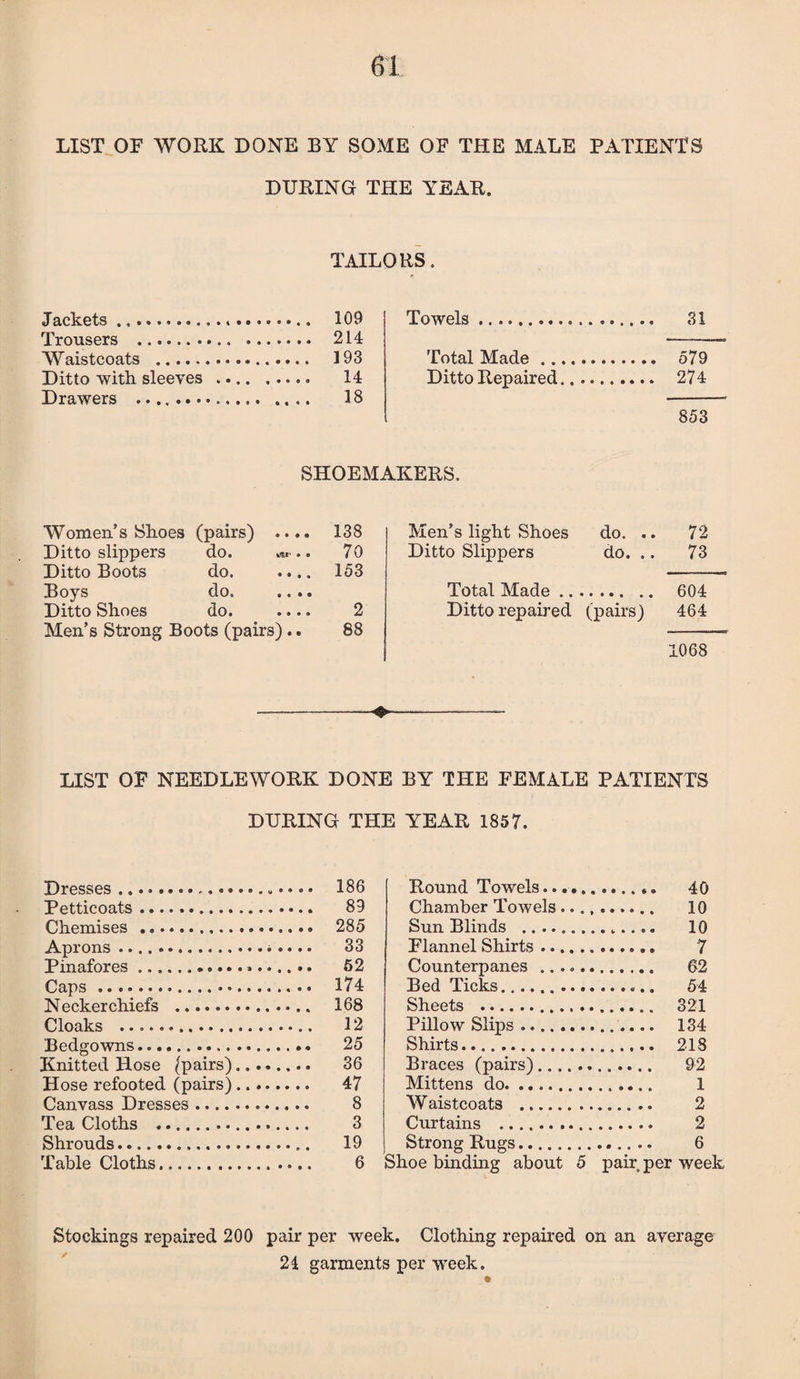 61
LIST OF WORK DONE BY SOME OF THE MALE PATIENTS
DURING THE YEAR.
TAILORS.
Jackets .................... 109
Trousers .................. 214
Waistcoats ................ 193
Ditto with sleeves ......... 14
Drawers .................. 18
Towels .................... 31
Total Made ............. 579
Ditto Repaired........... 274
853
SHOEMAKERS.
Women's Shoes (pairs) .... 138
Ditto slippers do. .... 70
Ditto Boots do. .... 153
Boys do. ....
Ditto Shoes do. .... 2
Men's Strong Boots (pairs) .. 88
Men's light Shoes do. .. 72
Ditto Slippers do. .. 73
Total Made .......... 604
Ditto repaired (pairs) 464
1068
LIST OF NEEDLEWORK DONE BY THE FEMALE PATIENTS
DURING THE YEAR 1857.
Dresses .................... 186
Petticoats .................. 89
Chemises .................. 285
Aprons .................... 33
Pinafores .................. 52
Caps ...................... 174
Neckerchiefs .............. 168
Cloaks .................... 12
Bedgowns.................. 25
Knitted Hose (pairs)........ 36
Hose refooted (pairs)........ 47
Canvass Dresses ............ 8
Tea Cloths ................ 3
Shrouds.................... 19
Table Cloths................ 6
Round Towels............ 40
Chamber Towels .......... 10
Sun Blinds .............. 10
Flannel Shirts ............ 7
Counterpanes ............ 62
Bed Ticks................ 54
Sheets .................. 321
Pillow Slips .............. 134
Shirts.................... 218
Braces (pairs)............ 92
Mittens do. .............. 1
Waistcoats .............. 2
Curtains ................ 2
Strong Rugs.............. 6
Shoe binding about 5 pair per week
Stockings repaired 200 pair per week. Clothing repaired on an average
24 garments per week.